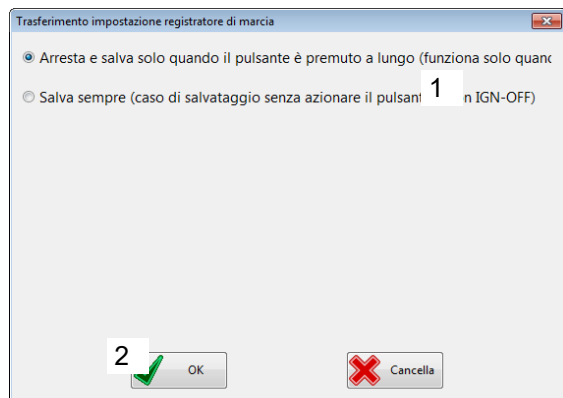 Trasferimento impostazione registratore di marcia
Arresta e salva solo quando il pulsante è premuto a lungo (funziona solo quand
1
Salva sempre (caso di salvataggio senza azionare il pulsant n IGN-OFF)
2
OK
Cancella